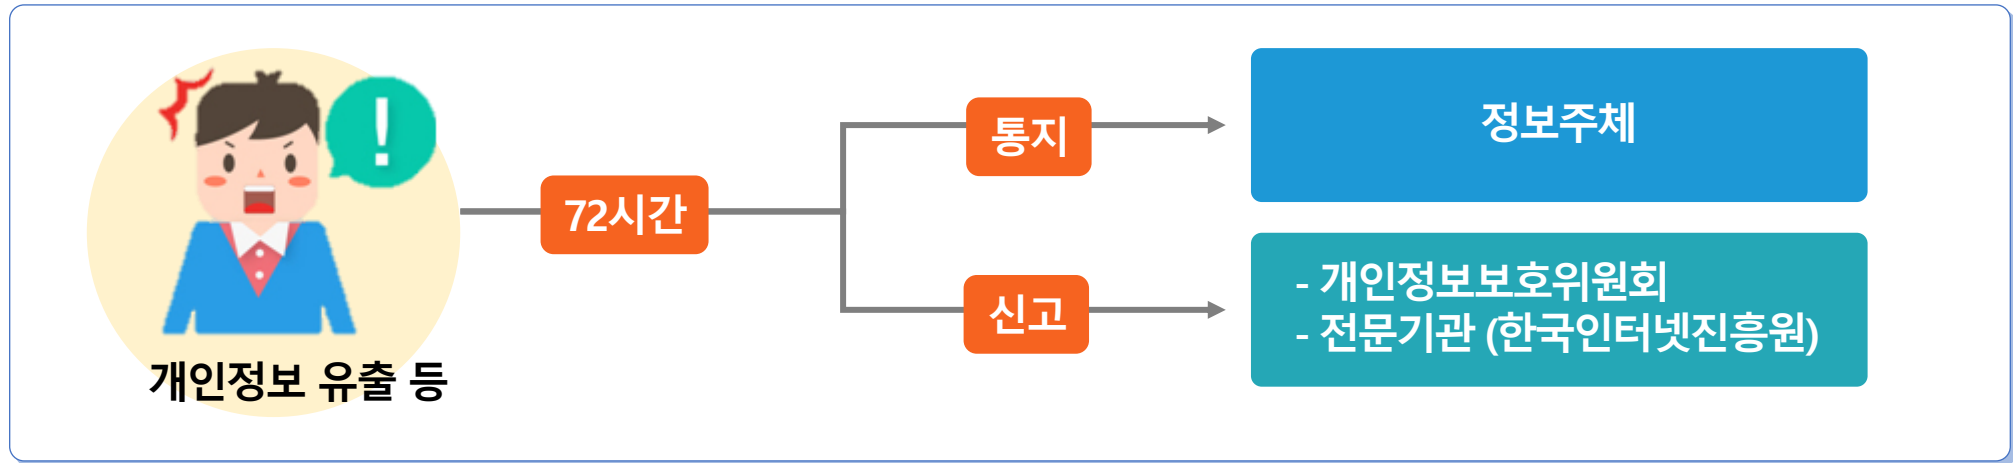 개인정보 유출 등
72시간
통지
정보주체
신고
- 개인정보보호위원회
- 전문기관 (한국인터넷진흥원)
!